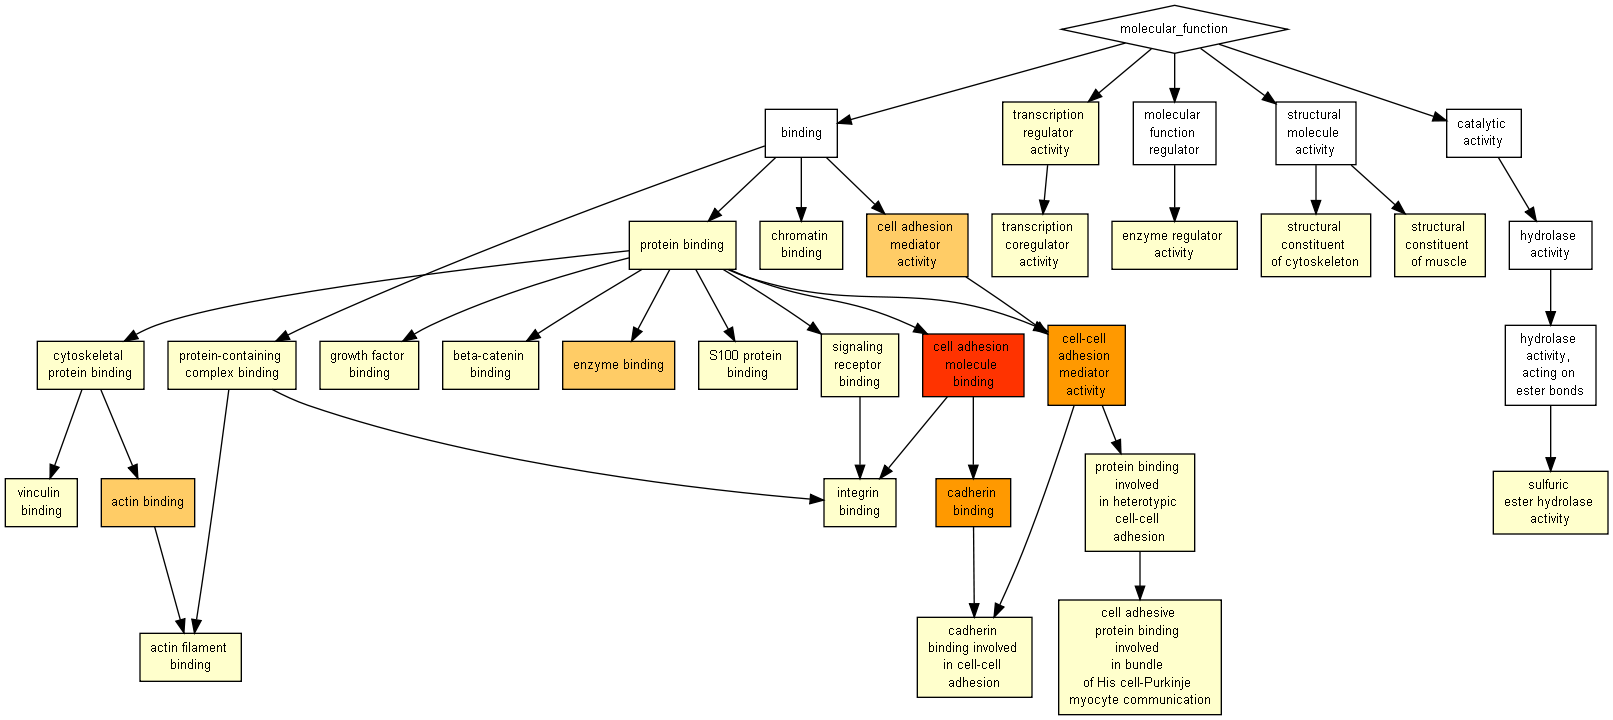 molecular_function
binding
transcription
regulator
activity
molecular
function
regulator
structural
molecule
activity
catalytic
activity
protein binding
chromatin
binding
cell adhesion
mediator
activity
transcription
coregulator
activity
enzyme regulator
activity
structural
constituent
of cytoskeleton
structural
constituent
of muscle
hydrolase
activity
cytoskeletal
protein binding
protein-containing
complex binding
growth factor
binding
beta-catenin
binding
enzyme binding
S100 protein
binding
signaling
receptor
binding
cell adhesion
molecule
binding
cell-cell
adhesion
mediator
activity
hydrolase
activity,
acting on
ester bonds
vinculin
binding
actin binding
integrin
binding
cadherin
binding
protein binding
involved
in heterotypic
cell-cell
adhesion
sulfuric
ester hydrolase
activity
actin filament
binding
cadherin
binding involved
in cell-cell
adhesion
cell adhesive
protein binding
involved
in bundle
of His cell-Purkinje
myocyte communication